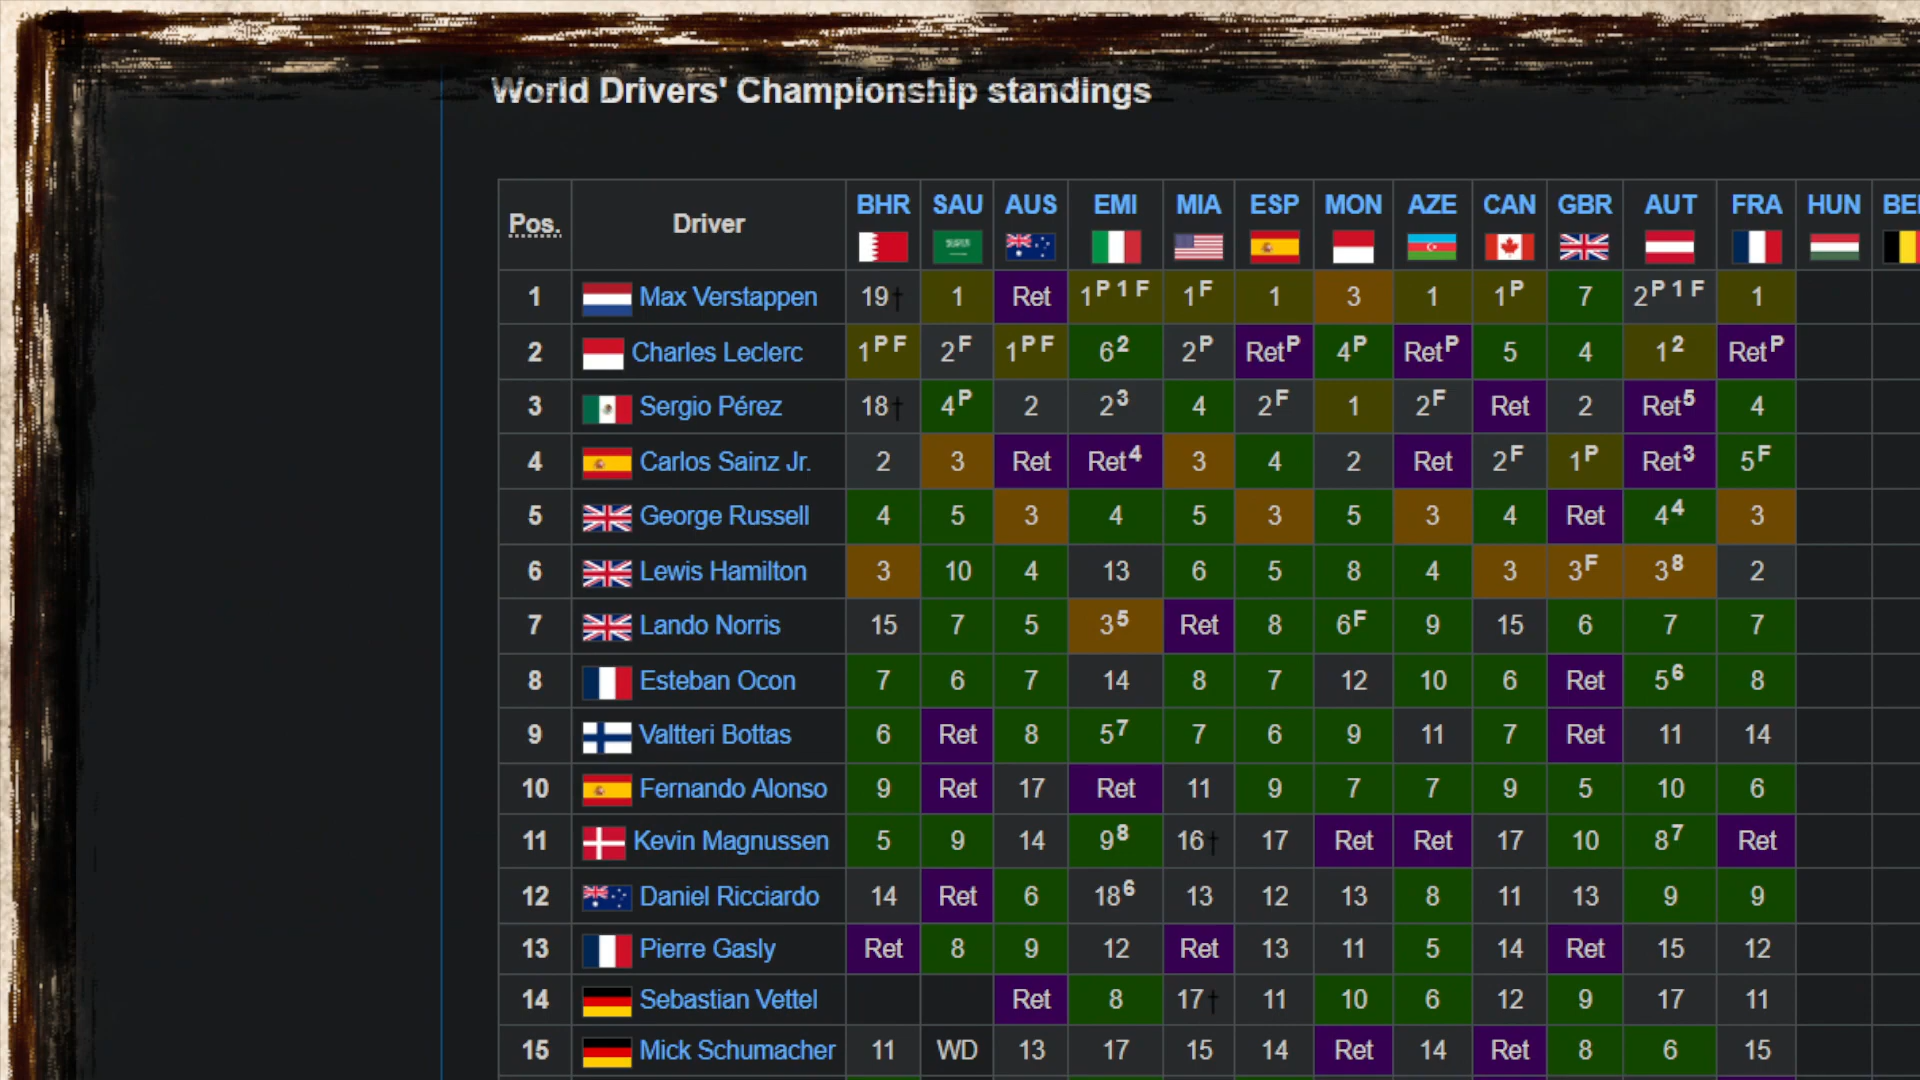 World Drivers' Championship standings
Pos. Driver BHR SAU AUS EMI MIA ESP MON AZE CAN GBR AUT FRA HUN BEL
1 Max Verstappen 19† 1 Ret 1P 1 F 1F 1 3 1 1P 7 2P 1 F 1
2 Charles Leclerc 1P F 2F 1P F 62 2P RetP 4P RetP 5 4 12 RetP
3 Sergio Pérez 18† 4P 2 23 4 2F 1 2F Ret 2 Ret5 4
4 Carlos Sainz Jr. 2 3 Ret Ret4 3 4 2 Ret 2F 1P Ret3 5F
5 George Russell 4 5 3 4 5 3 5 3 4 Ret 44 3
6 Lewis Hamilton 3 10 4 13 6 5 8 4 3 3F 38 2
7 Lando Norris 15 7 5 35 Ret 8 6F 9 15 6 7 7
8 Esteban Ocon 7 6 7 14 8 7 12 10 6 Ret 56 8
9 Valtteri Bottas 6 Ret 8 57 7 6 9 11 7 Ret 11 14
10 Fernando Alonso 9 Ret 17 Ret 11 9 7 7 9 5 10 6
11 Kevin Magnussen 5 9 14 98 16† 17 Ret Ret 17 10 87 Ret
12 Daniel Ricciardo 14 Ret 6 186 13 12 13 8 11 13 9 9
13 Pierre Gasly Ret 8 9 12 Ret 13 11 5 14 Ret 15 12
14 Sebastian Vettel Ret 8 17† 11 10 6 12 9 17 11
15 Mick Schumacher 11 WD 13 17 15 14 Ret 14 Ret 8 6 15